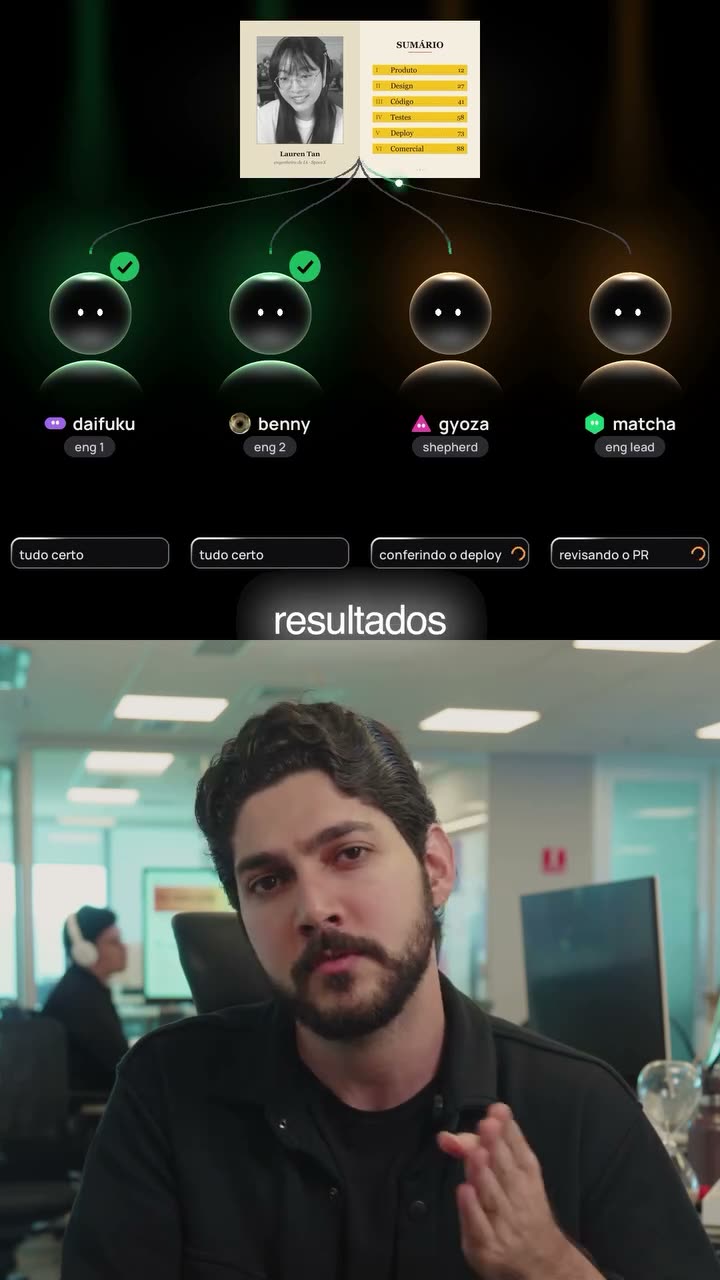 SUMÁRIO
I Produto 12
II Design 27
III Código 41
IV Testes 58
V Deploy 73
VI Comercial 88
Lauren Tan
daifuku
benny
gyoza
matcha
eng 1
eng 2
shepherd
eng lead
tudo certo
tudo certo
conferindo o deploy
revisando o PR
resultados